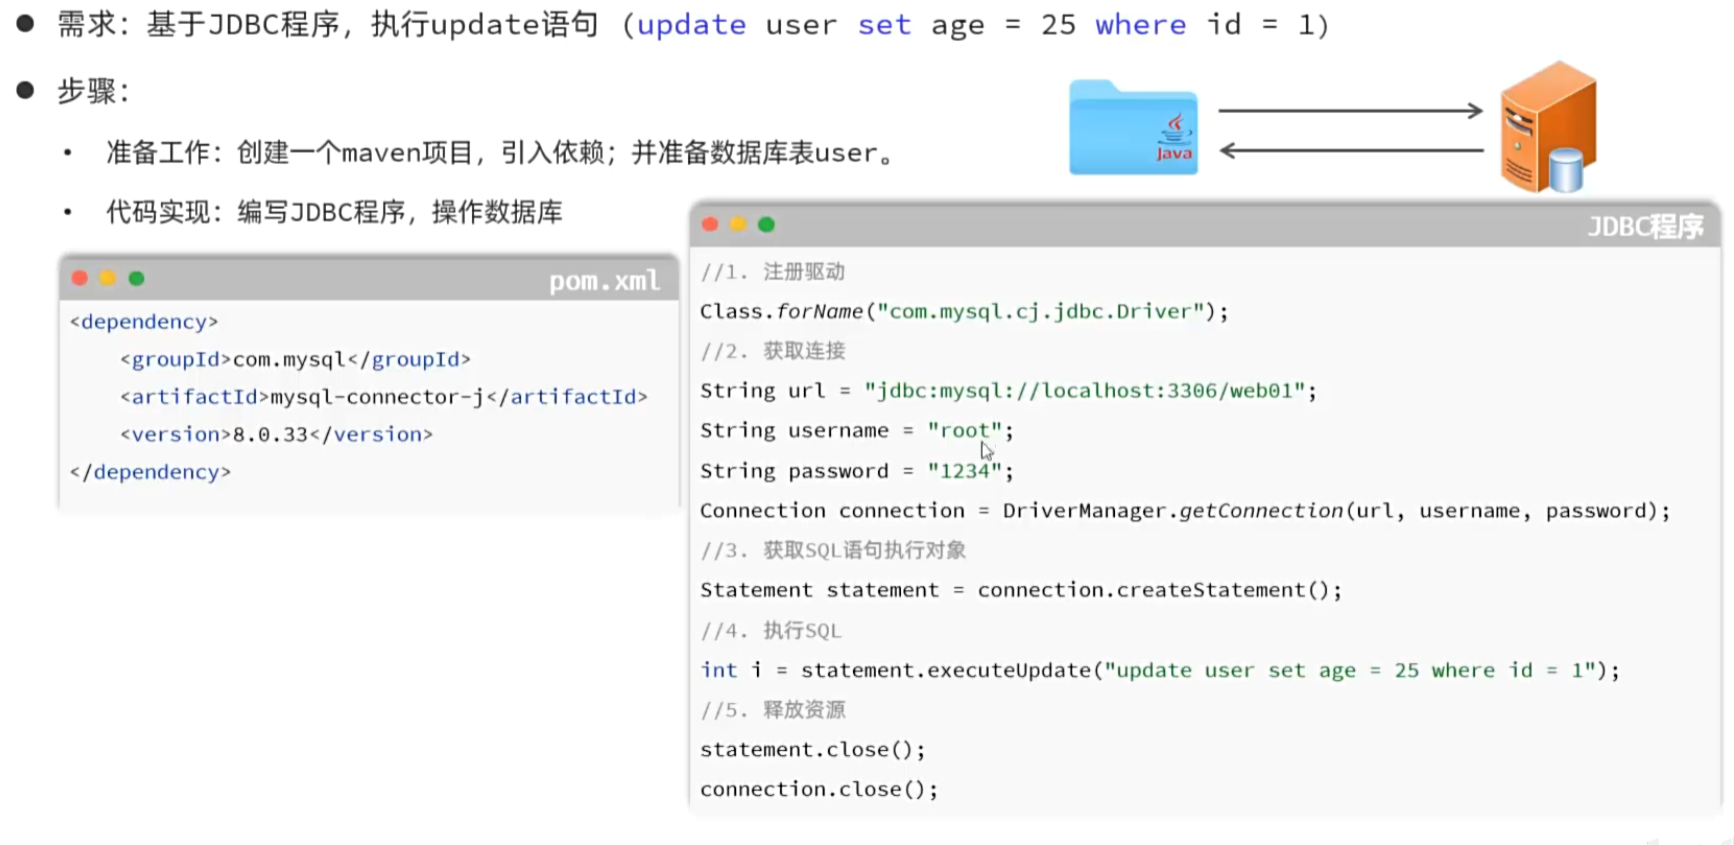 ● 需求：基于JDBC程序，执行update语句（update user set age = 25 where id = 1）
● 步骤：
• 准备工作：创建一个maven项目，引入依赖；并准备数据库表user。
• 代码实现：编写JDBC程序，操作数据库
Java
pom.xml
<dependency>
    <groupId>com.mysql</groupId>
    <artifactId>mysql-connector-j</artifactId>
    <version>8.0.33</version>
</dependency>
JDBC程序
//1. 注册驱动
Class.forName("com.mysql.cj.jdbc.Driver");
//2. 获取连接
String url = "jdbc:mysql://localhost:3306/web01";
String username = "root";
String password = "1234";
Connection connection = DriverManager.getConnection(url, username, password);
//3. 获取SQL语句执行对象
Statement statement = connection.createStatement();
//4. 执行SQL
int i = statement.executeUpdate("update user set age = 25 where id = 1");
//5. 释放资源
statement.close();
connection.close();